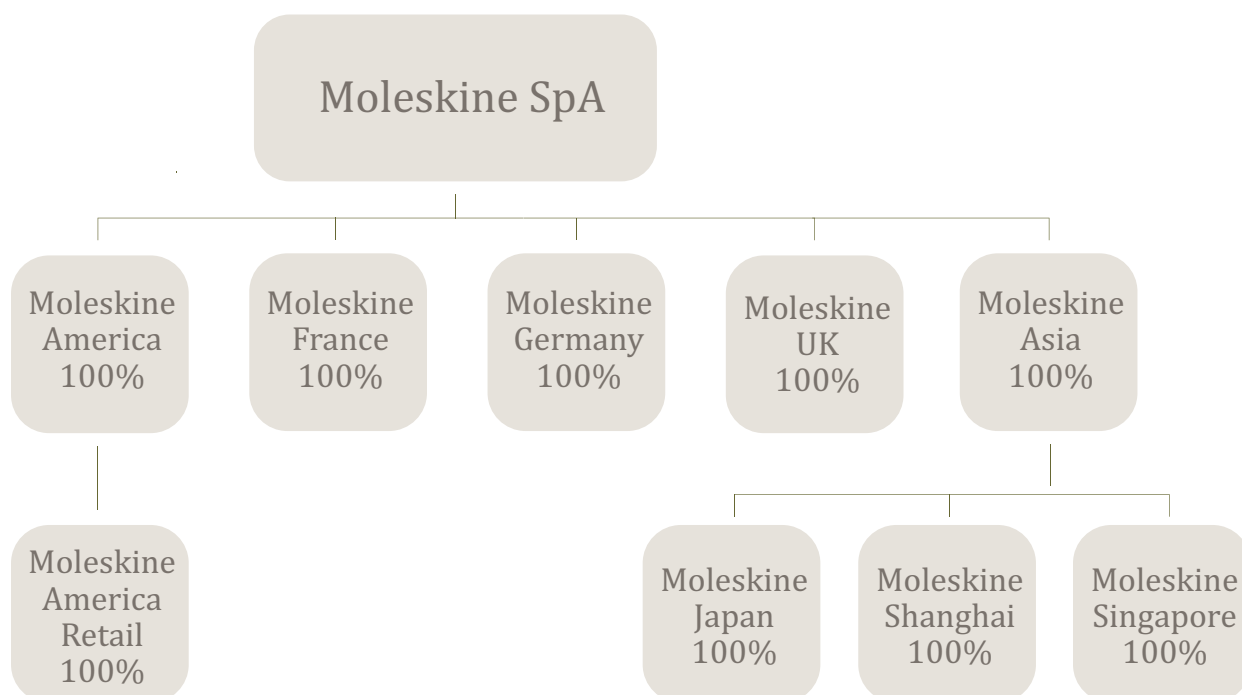 Moleskine SpA
Moleskine
America
100%
Moleskine
France
100%
Moleskine
Germany
100%
Moleskine
UK
100%
Moleskine
Asia
100%
Moleskine
America
Retail
100%
Moleskine
Japan
100%
Moleskine
Shanghai
100%
Moleskine
Singapore
100%